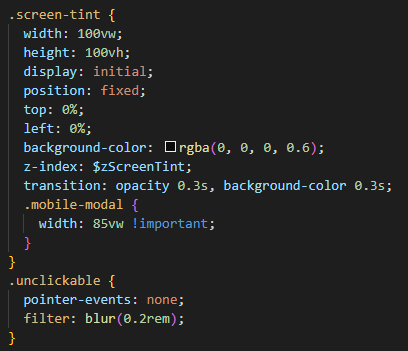 .screen-tint {
  width: 100vw;
  height: 100vh;
  display: initial;
  position: fixed;
  top: 0%;
  left: 0%;
  background-color: rgba(0, 0, 0, 0.6);
  z-index: $zScreenTint;
  transition: opacity 0.3s, background-color 0.3s;
  .mobile-modal {
    width: 85vw !important;
  }
}
.unclickable {
  pointer-events: none;
  filter: blur(0.2rem);
}